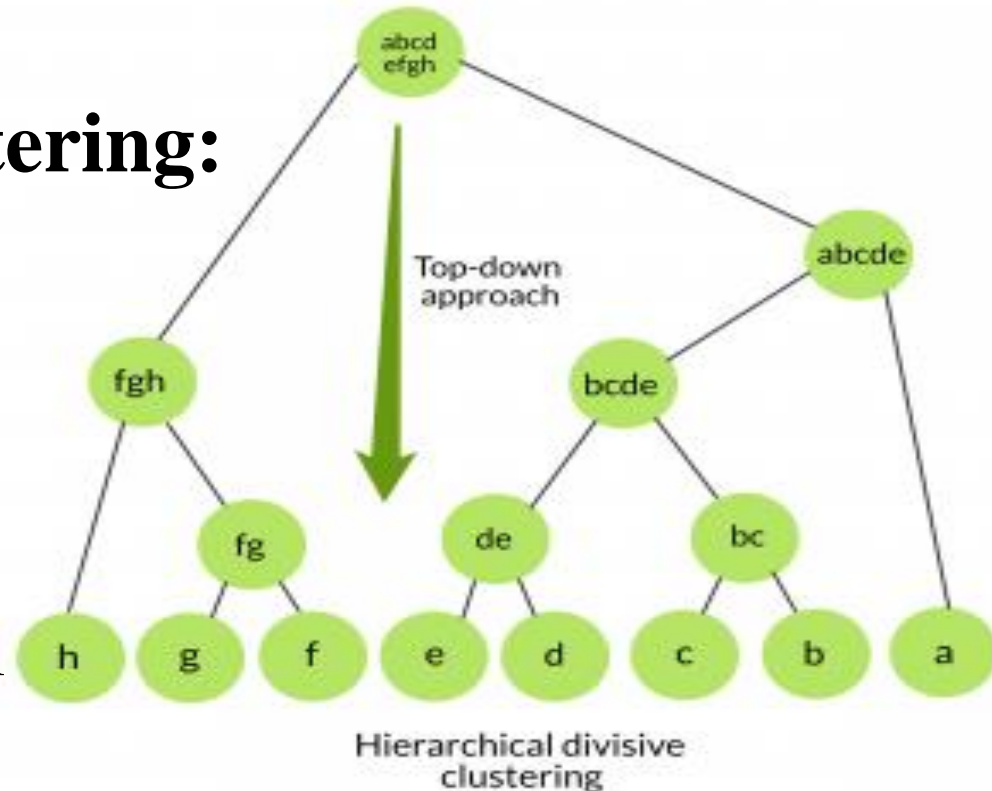 abcd
efgh
tering:
Top-down
approach
abcde
fgh
bcde
fg
de
bc
h
g
f
e
d
c
b
a
Hierarchical divisive
clustering